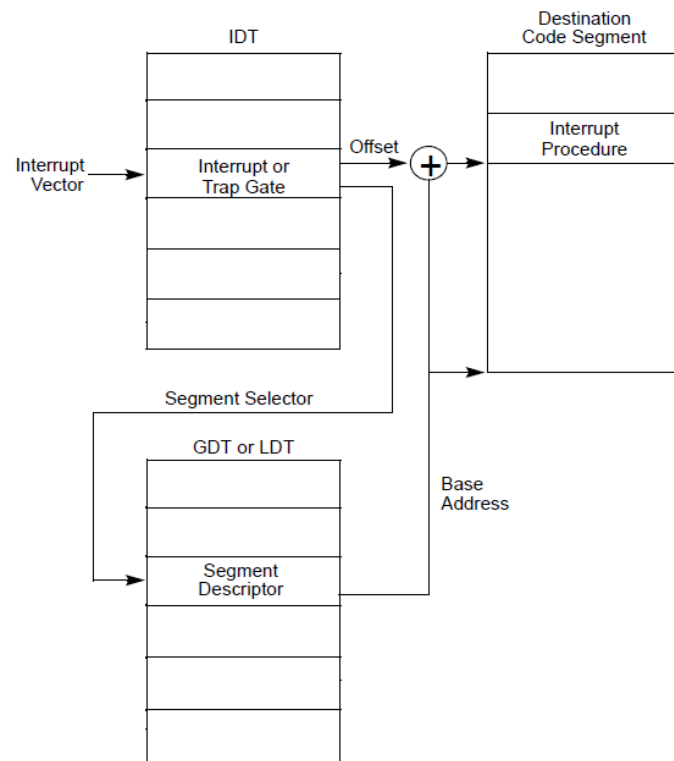 IDT
Destination
Code Segment
Interrupt
Vector
Interrupt or
Trap Gate
Offset
+
Interrupt
Procedure
Segment Selector
GDT or LDT
Segment
Descriptor
Base
Address